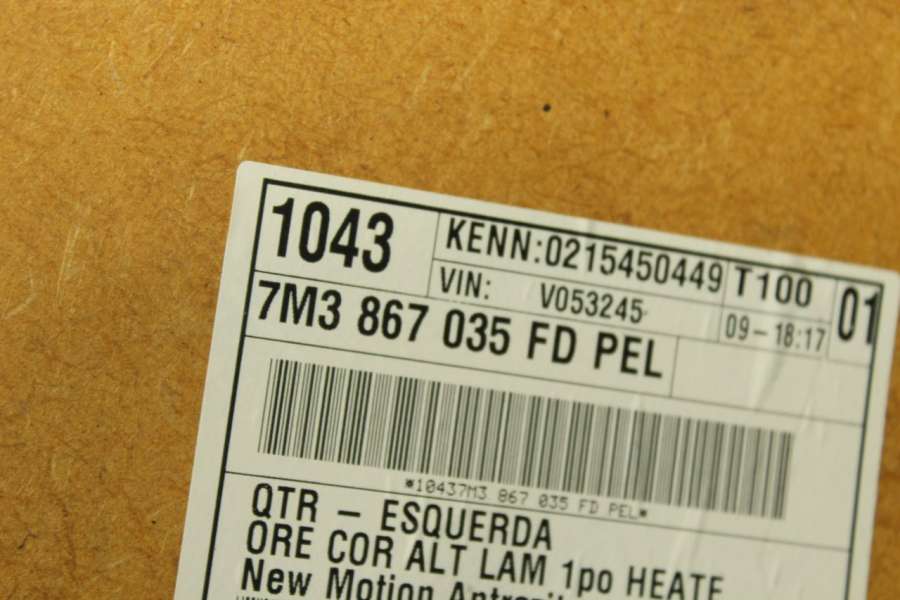 1043
KENN:0215450449 T100 01
VIN: V053245 09-18:17
7M3 867 035 FD PEL
*10437M3 867 035 FD PEL*
QTR - ESQUERDA
ORE COR ALT LAM 1po HEATE
New Motion